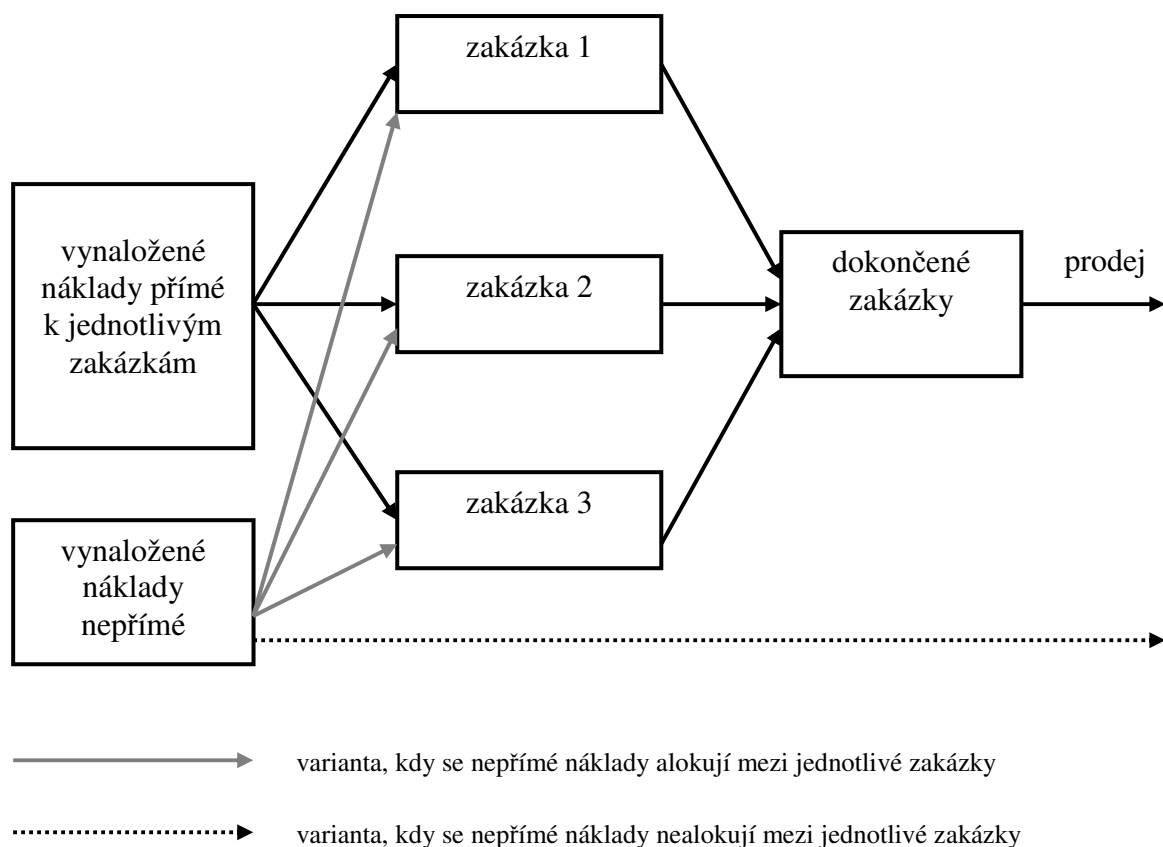 zakázka 1
vynaložené
náklady přímé
k jednotlivým
zakázkám
zakázka 2
dokončené
zakázky
prodej
zakázka 3
vynaložené
náklady
nepřímé
varianta, kdy se nepřímé náklady alokují mezi jednotlivé zakázky
varianta, kdy se nepřímé náklady nealokují mezi jednotlivé zakázky